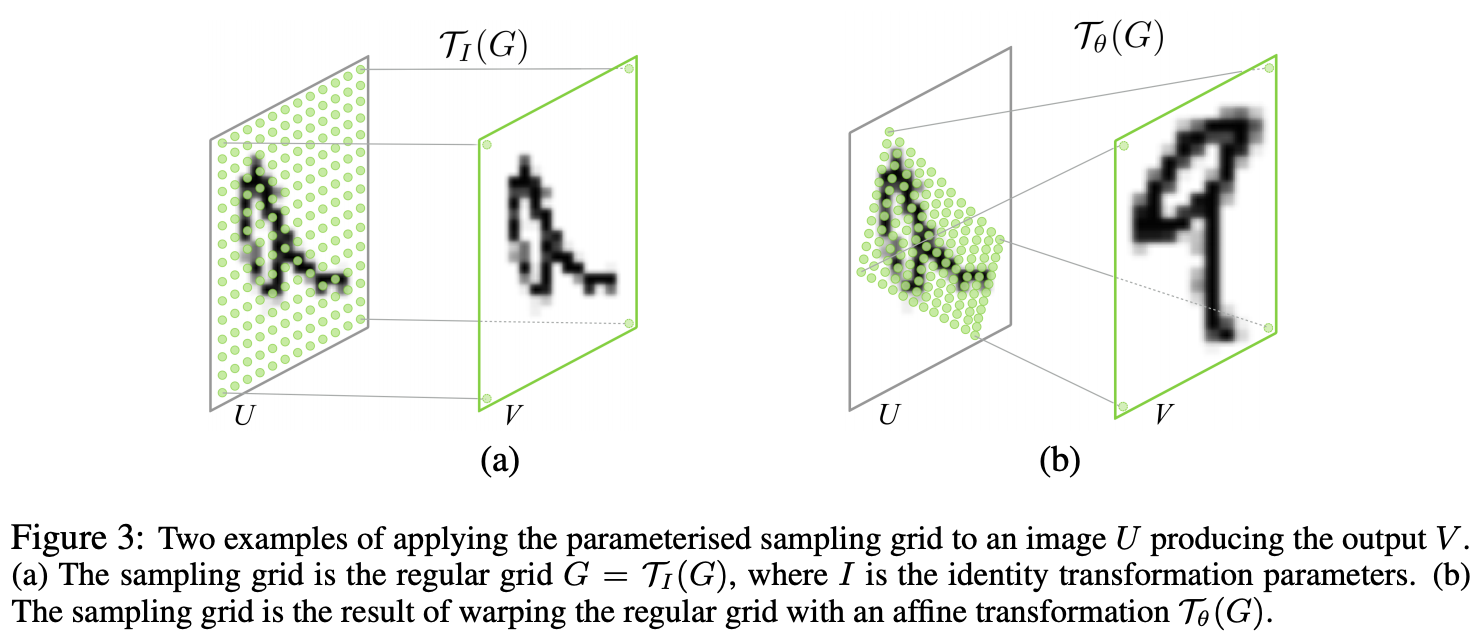 𝒯_I(G)
𝒯_θ(G)
U
V
U
V
(a)
(b)
Figure 3: Two examples of applying the parameterised sampling grid to an image U producing the output V.
(a) The sampling grid is the regular grid G = 𝒯_I(G), where I is the identity transformation parameters. (b)
The sampling grid is the result of warping the regular grid with an affine transformation 𝒯_θ(G).